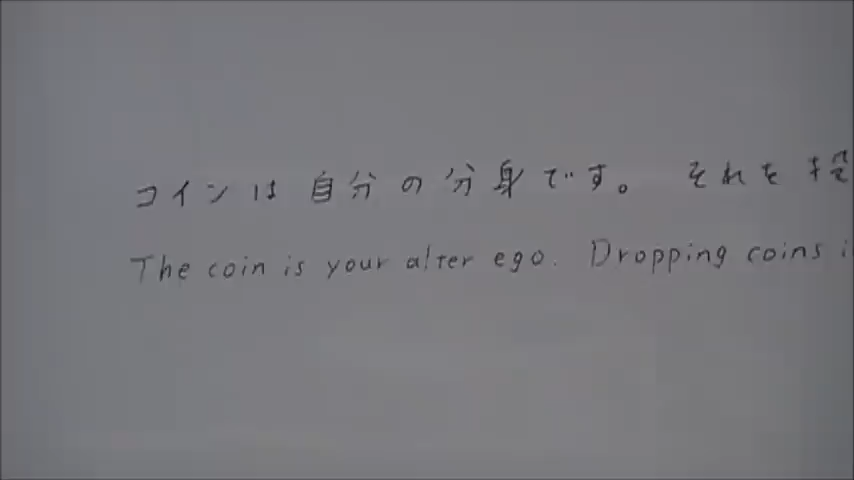 コインは自分の分身です。 それを投
The coin is your alter ego. Dropping coins i